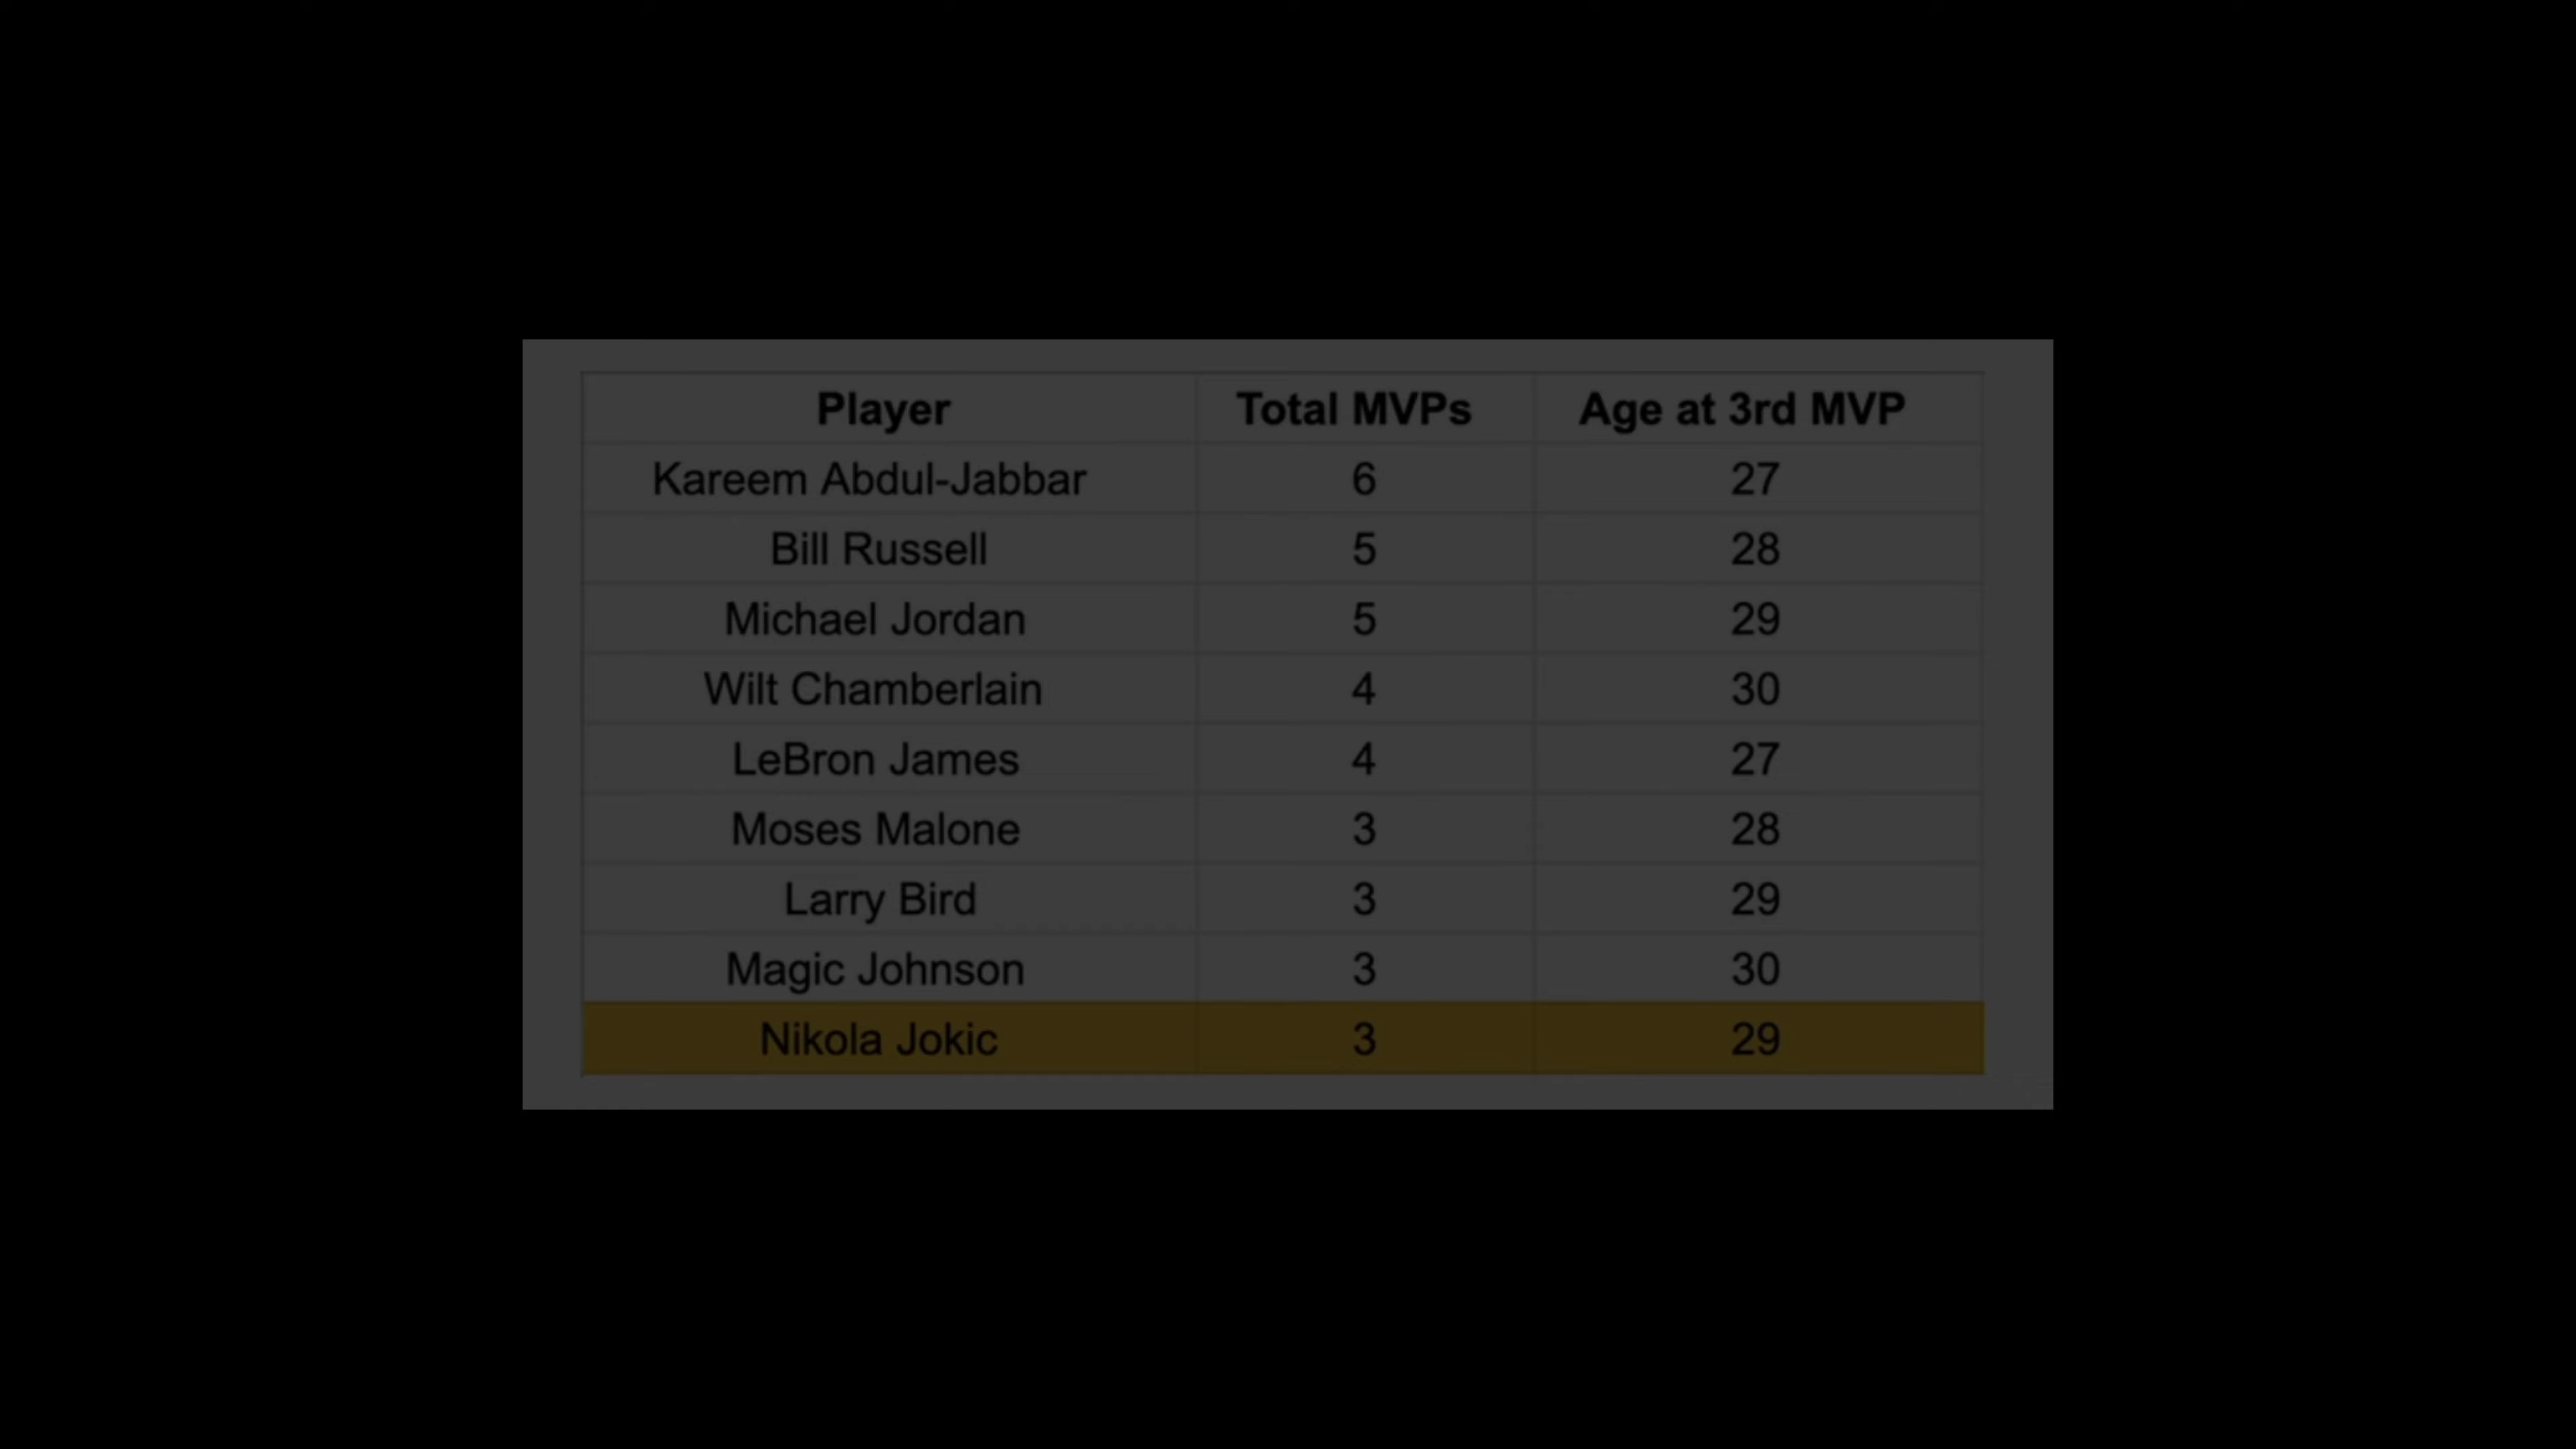 Player Total MVPs Age at 3rd MVP
Kareem Abdul-Jabbar 6 27
Bill Russell 5 28
Michael Jordan 5 29
Wilt Chamberlain 4 30
LeBron James 4 27
Moses Malone 3 28
Larry Bird 3 29
Magic Johnson 3 30
Nikola Jokic 3 29